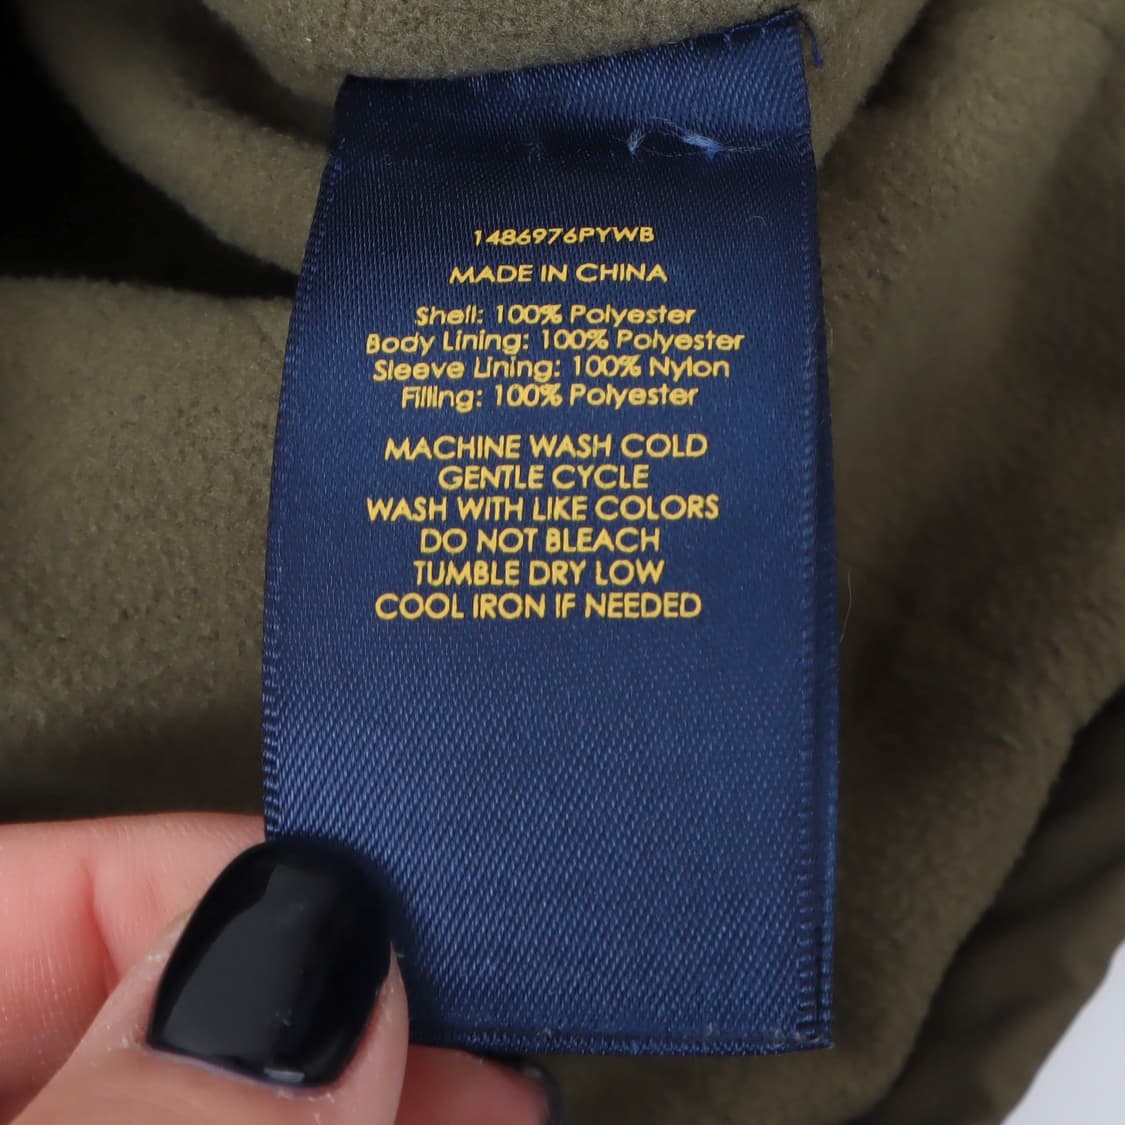 1486976PYWB
MADE IN CHINA
Shell: 100% Polyester
Body Lining: 100% Polyester
Sleeve Lining: 100% Nylon
Filling: 100% Polyester
MACHINE WASH COLD
GENTLE CYCLE
WASH WITH LIKE COLORS
DO NOT BLEACH
TUMBLE DRY LOW
COOL IRON IF NEEDED